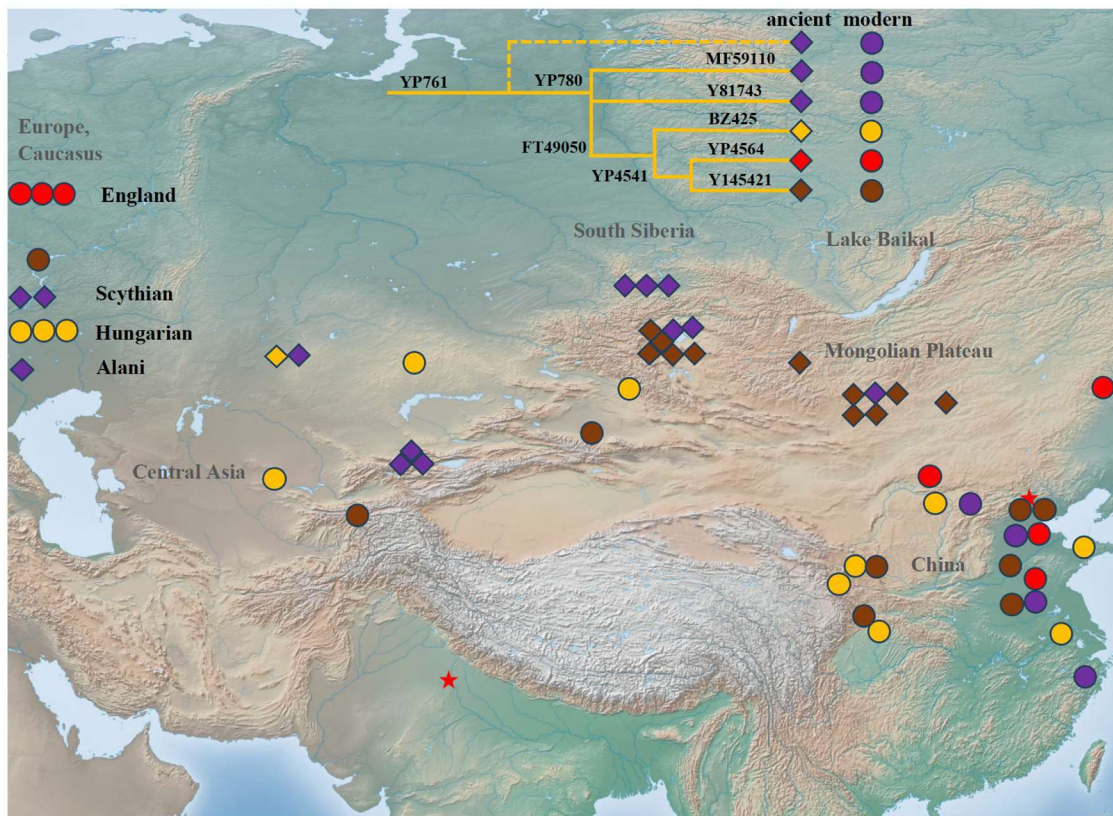 ancient modern
MF59110
YP761
YP780
Y81743
BZ425
FT49050
YP4564
YP4541
Y145421
Europe,
Caucasus
England
South Siberia
Lake Baikal
Scythian
Hungarian
Alani
Mongolian Plateau
Central Asia
China